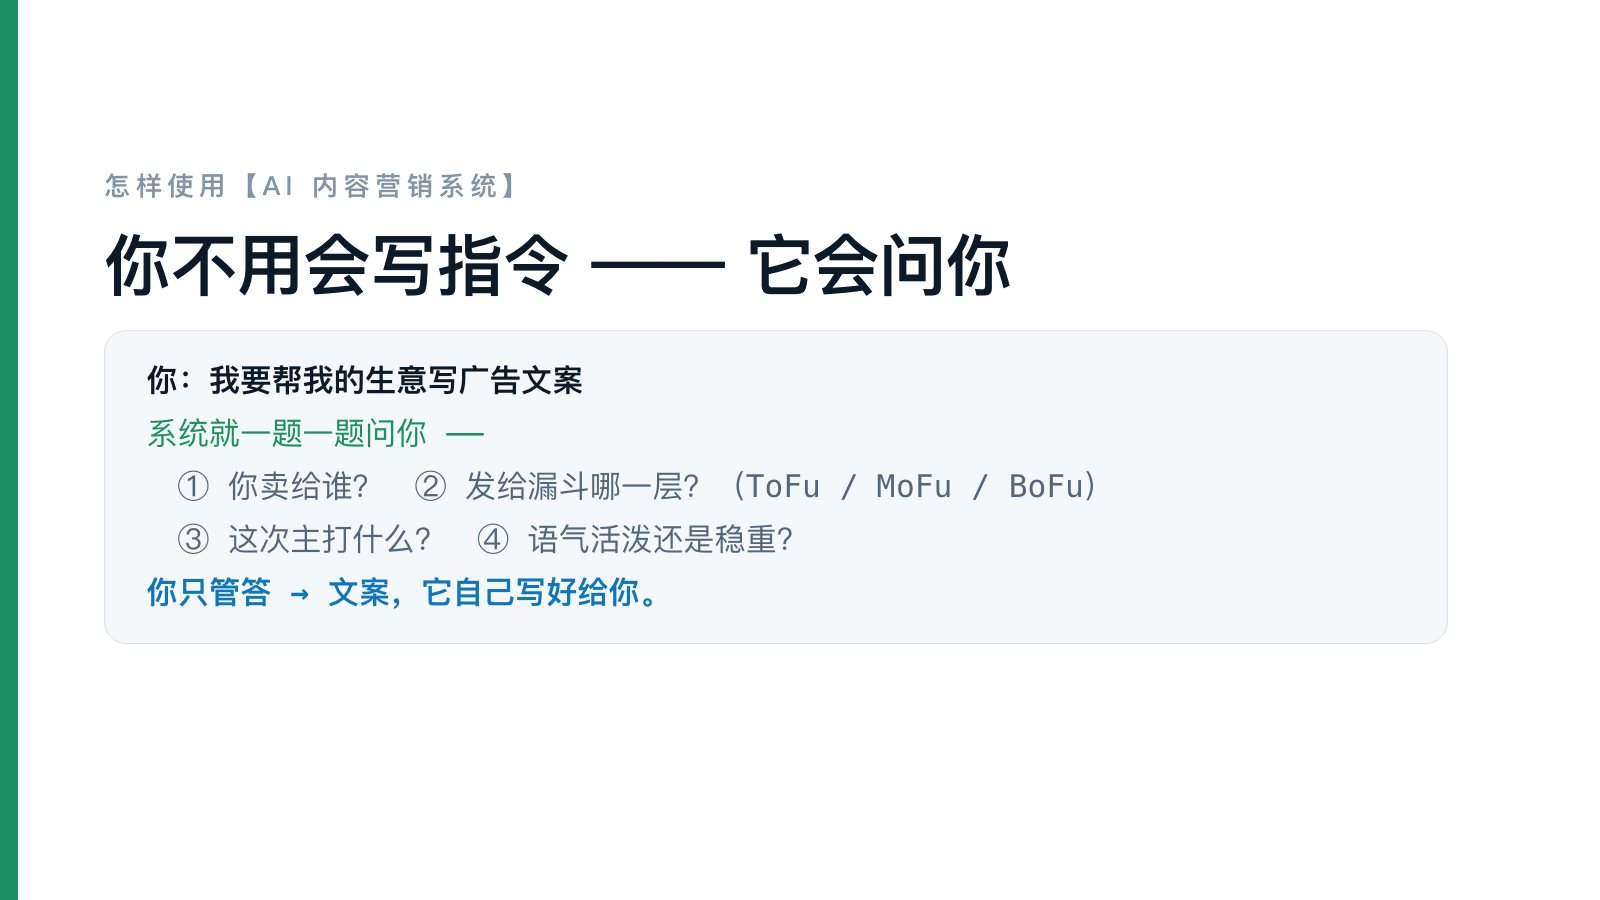 怎样使用【AI 内容营销系统】
你不用会写指令 —— 它会问你
你：我要帮我的生意写广告文案
系统就一题一题问你 ——
① 你卖给谁？ ② 发给漏斗哪一层？（ToFu / MoFu / BoFu）
③ 这次主打什么？ ④ 语气活泼还是稳重？
你只管答 → 文案，它自己写好给你。